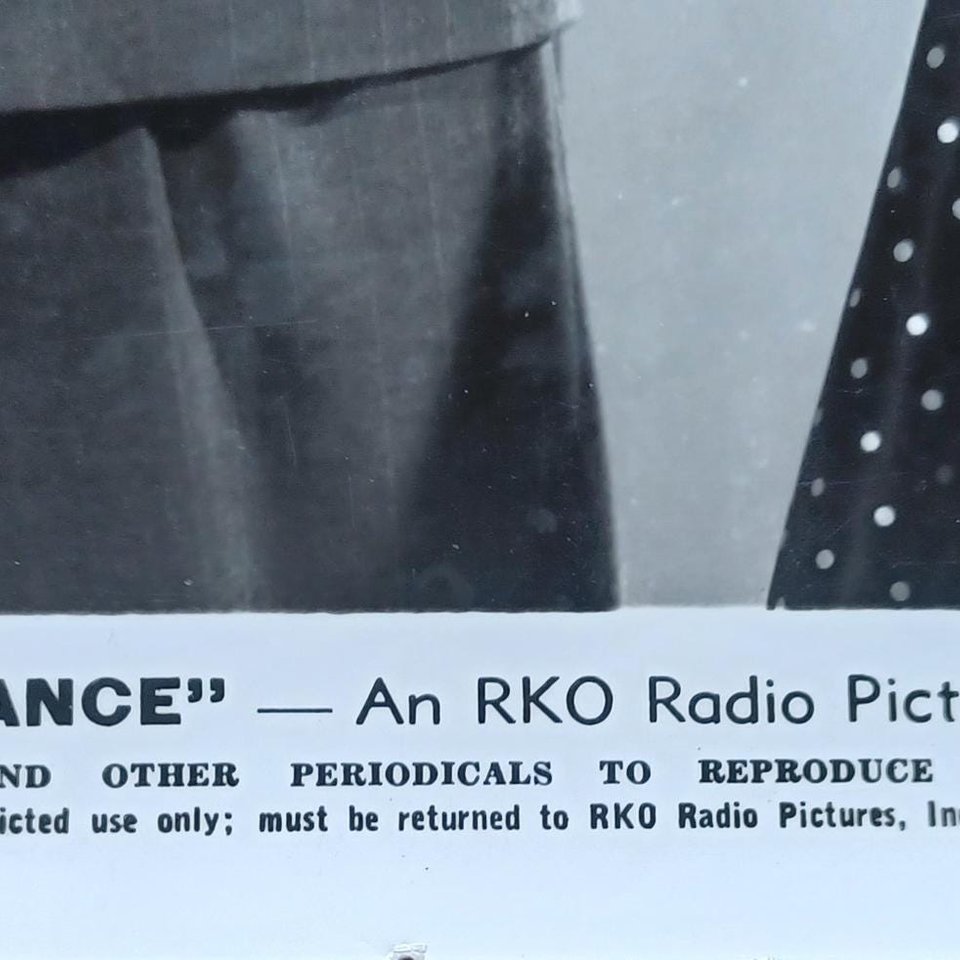 ANCE” — An RKO Radio Pict
ND OTHER PERIODICALS TO REPRODUCE
icted use only; must be returned to RKO Radio Pictures, In